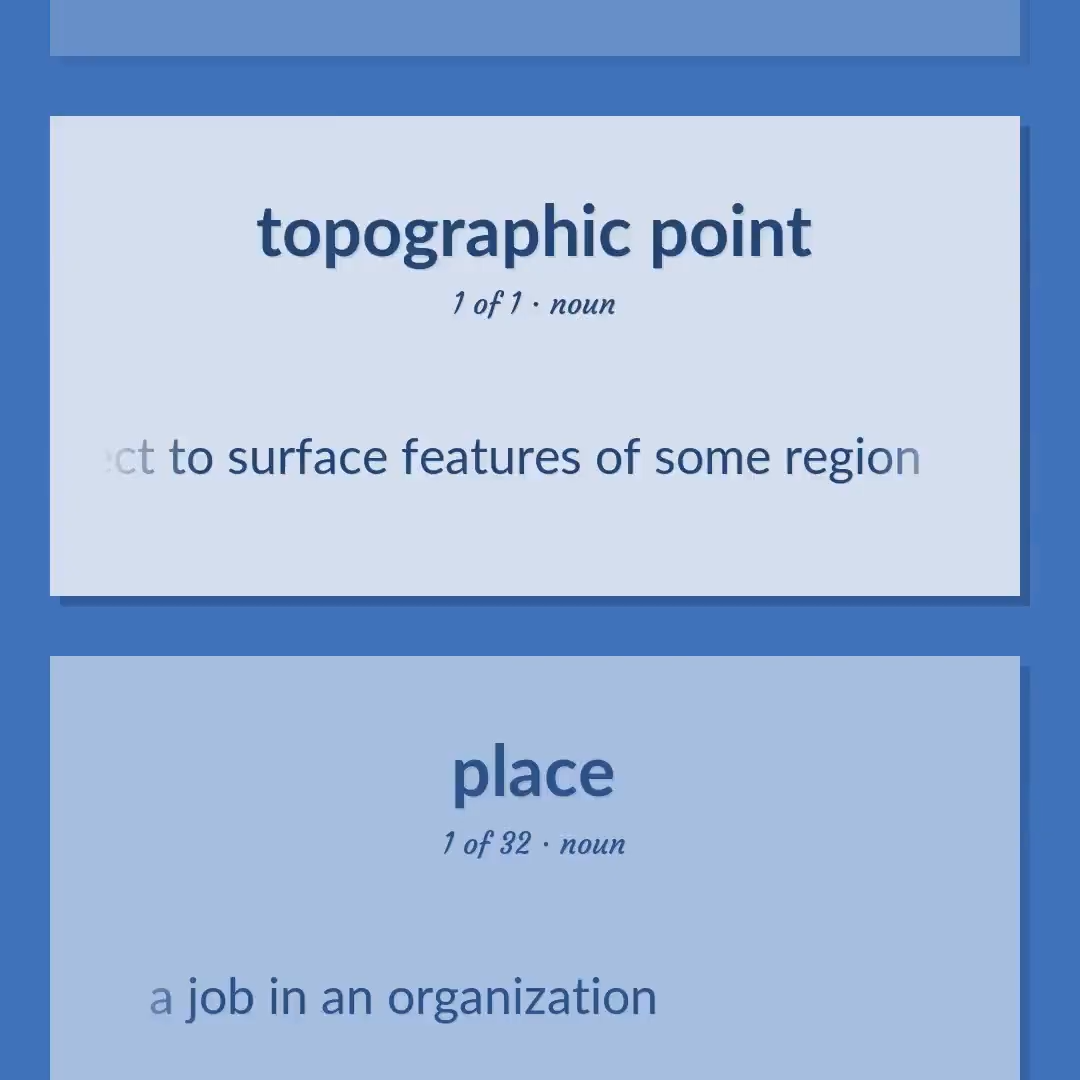 topographic point
1 of 1 · noun
to surface features of some region
place
1 of 32 · noun
a job in an organization